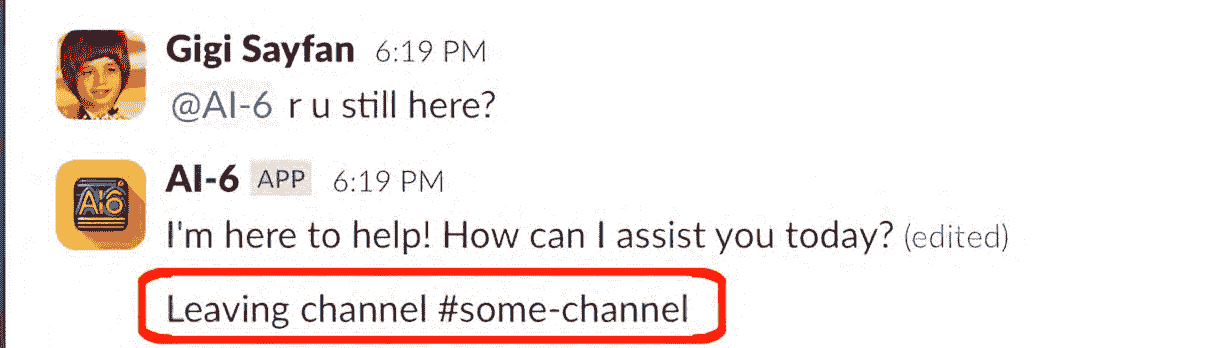 Gigi Sayfan 6:19 PM
@AI-6 r u still here?
AI-6 APP 6:19 PM
AI6
I'm here to help! How can I assist you today? (edited)
Leaving channel #some-channel